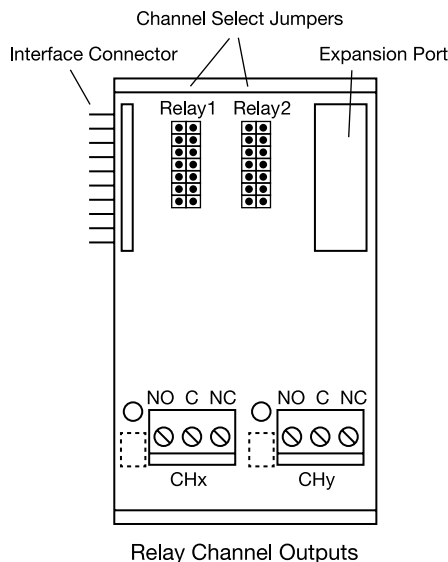 Channel Select Jumpers
Interface Connector
Expansion Port
Relay1 Relay2
NO C NC NO C NC
CHx CHy
Relay Channel Outputs